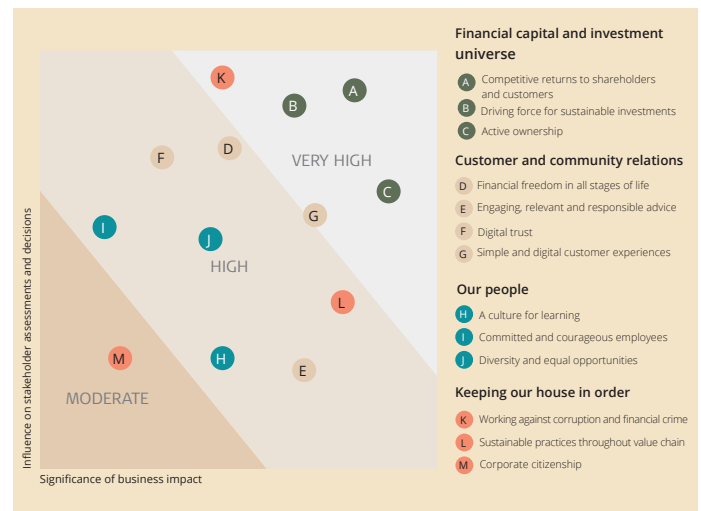 Influence on stakeholder assessments and decisions
K
A
B
F
D
VERY HIGH
C
G
I
J
HIGH
L
M
H
E
MODERATE
Significance of business impact
Financial capital and investment
universe
A Competitive returns to shareholders
and customers
B Driving force for sustainable investments
C Active ownership
Customer and community relations
D Financial freedom in all stages of life
E Engaging, relevant and responsible advice
F Digital trust
G Simple and digital customer experiences
Our people
H A culture for learning
I Committed and courageous employees
J Diversity and equal opportunities
Keeping our house in order
K Working against corruption and financial crime
L Sustainable practices throughout value chain
M Corporate citizenship